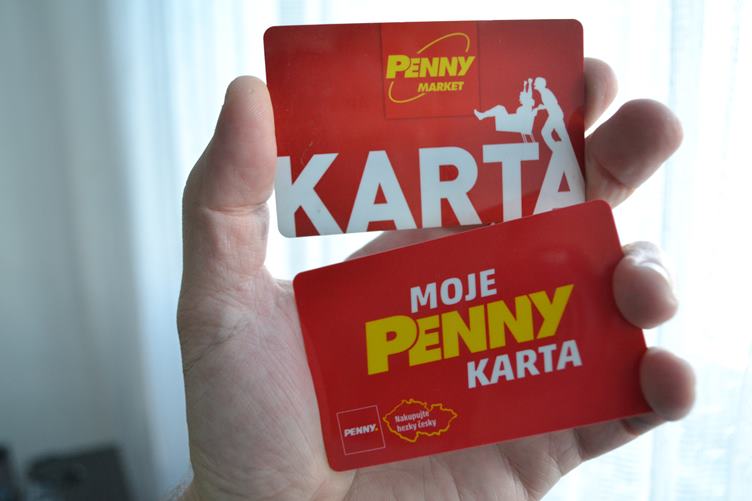 PENNY
MARKET
KARTA
MOJE
PENNY
KARTA
PENNY.
Nakupujte
hezky česky